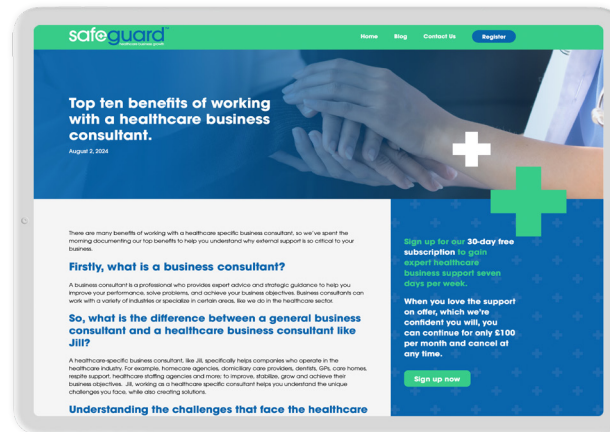 safeguard™
healthcare business growth
Home Blog Contact Us Register
Top ten benefits of working
with a healthcare business
consultant.
August 2, 2024
There are many benefits of working with a healthcare specific business consultant, so we've spent the
morning documenting our top benefits to help you understand why external support is so critical to your
business.
Firstly, what is a business consultant?
A business consultant is a professional who provides expert advice and strategic guidance to help you
improve your performance, solve problems, and achieve your business objectives. Business consultants can
work with a variety of industries or specialize in certain areas, like we do in the healthcare sector.
So, what is the difference between a general business
consultant and a healthcare business consultant like
Jill?
A healthcare-specific business consultant, like Jill, specifically helps companies who operate in the
healthcare industry. For example, homecare agencies, domiciliary care providers, dentists, GPs, care homes,
respite support, healthcare staffing agencies and more; to improve, stabilize, grow and achieve their
business objectives. Jill, working as a healthcare specific consultant helps you understand the unique
challenges you face, while also creating solutions.
Understanding the challenges that face the healthcare
Sign up for our 30-day free
subscription to gain
expert healthcare
business support seven
days per week.
When you love the support
on offer, which we're
confident you will, you
can continue for only £100
per month and cancel at
any time.
Sign up now